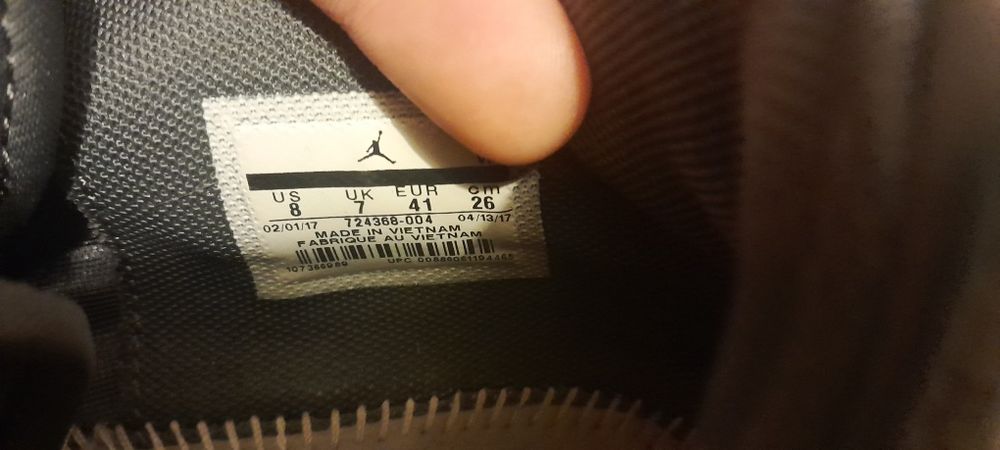 US UK EUR cm
8 7 41 26
02/01/17 724368-004 04/13/17
MADE IN VIETNAM
FABRIQUE AU VIETNAM
UPC